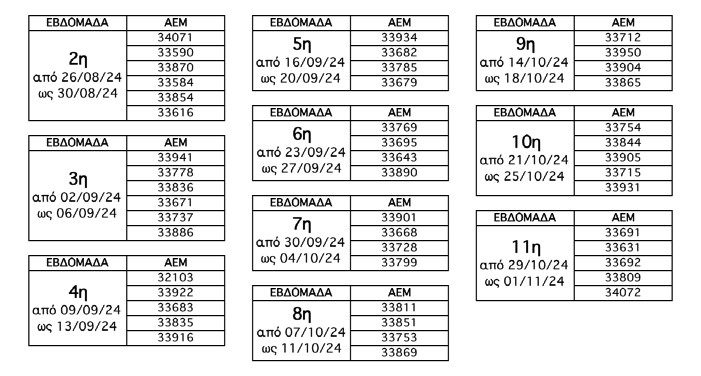 ΕΒΔΟΜΑΔΑ ΑΕΜ
2η
από 26/08/24
ως 30/08/24
34071
33590
33870
33584
33854
33616
ΕΒΔΟΜΑΔΑ ΑΕΜ
3η
από 02/09/24
ως 06/09/24
33941
33778
33836
33671
33737
33886
ΕΒΔΟΜΑΔΑ ΑΕΜ
4η
από 09/09/24
ως 13/09/24
32103
33922
33683
33835
33916
ΕΒΔΟΜΑΔΑ ΑΕΜ
5η
από 16/09/24
ως 20/09/24
33934
33682
33785
33679
ΕΒΔΟΜΑΔΑ ΑΕΜ
6η
από 23/09/24
ως 27/09/24
33769
33695
33643
33890
ΕΒΔΟΜΑΔΑ ΑΕΜ
7η
από 30/09/24
ως 04/10/24
33901
33668
33728
33799
ΕΒΔΟΜΑΔΑ ΑΕΜ
8η
από 07/10/24
ως 11/10/24
33811
33851
33753
33869
ΕΒΔΟΜΑΔΑ ΑΕΜ
9η
από 14/10/24
ως 18/10/24
33712
33950
33904
33865
ΕΒΔΟΜΑΔΑ ΑΕΜ
10η
από 21/10/24
ως 25/10/24
33754
33844
33905
33715
33931
ΕΒΔΟΜΑΔΑ ΑΕΜ
11η
από 29/10/24
ως 01/11/24
33691
33631
33692
33809
34072